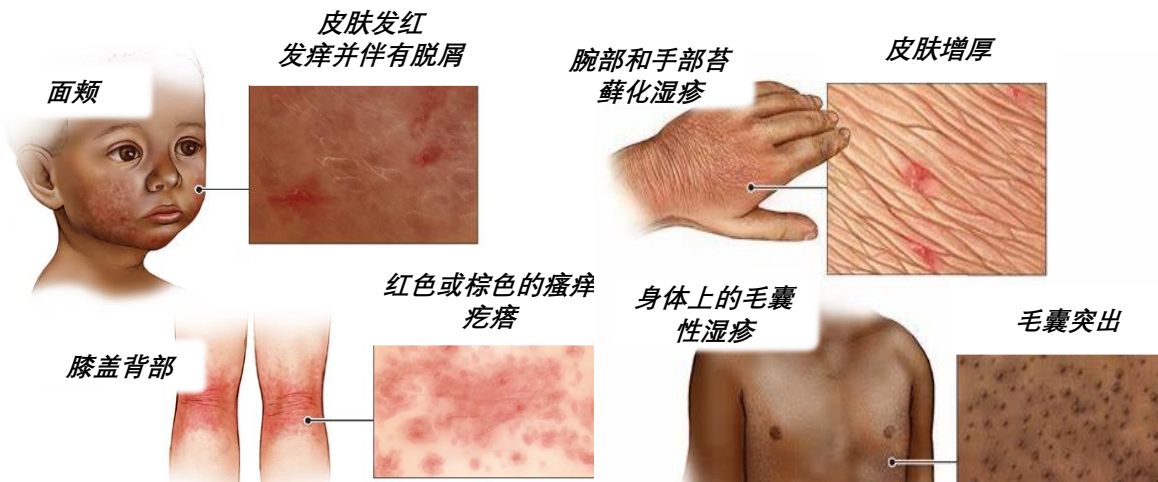 面颊
皮肤发红
发痒并伴有脱屑
腕部和手部苔
藓化湿疹
皮肤增厚
膝盖背部
红色或棕色的瘙痒
疙瘩
身体上的毛囊
性湿疹
毛囊突出